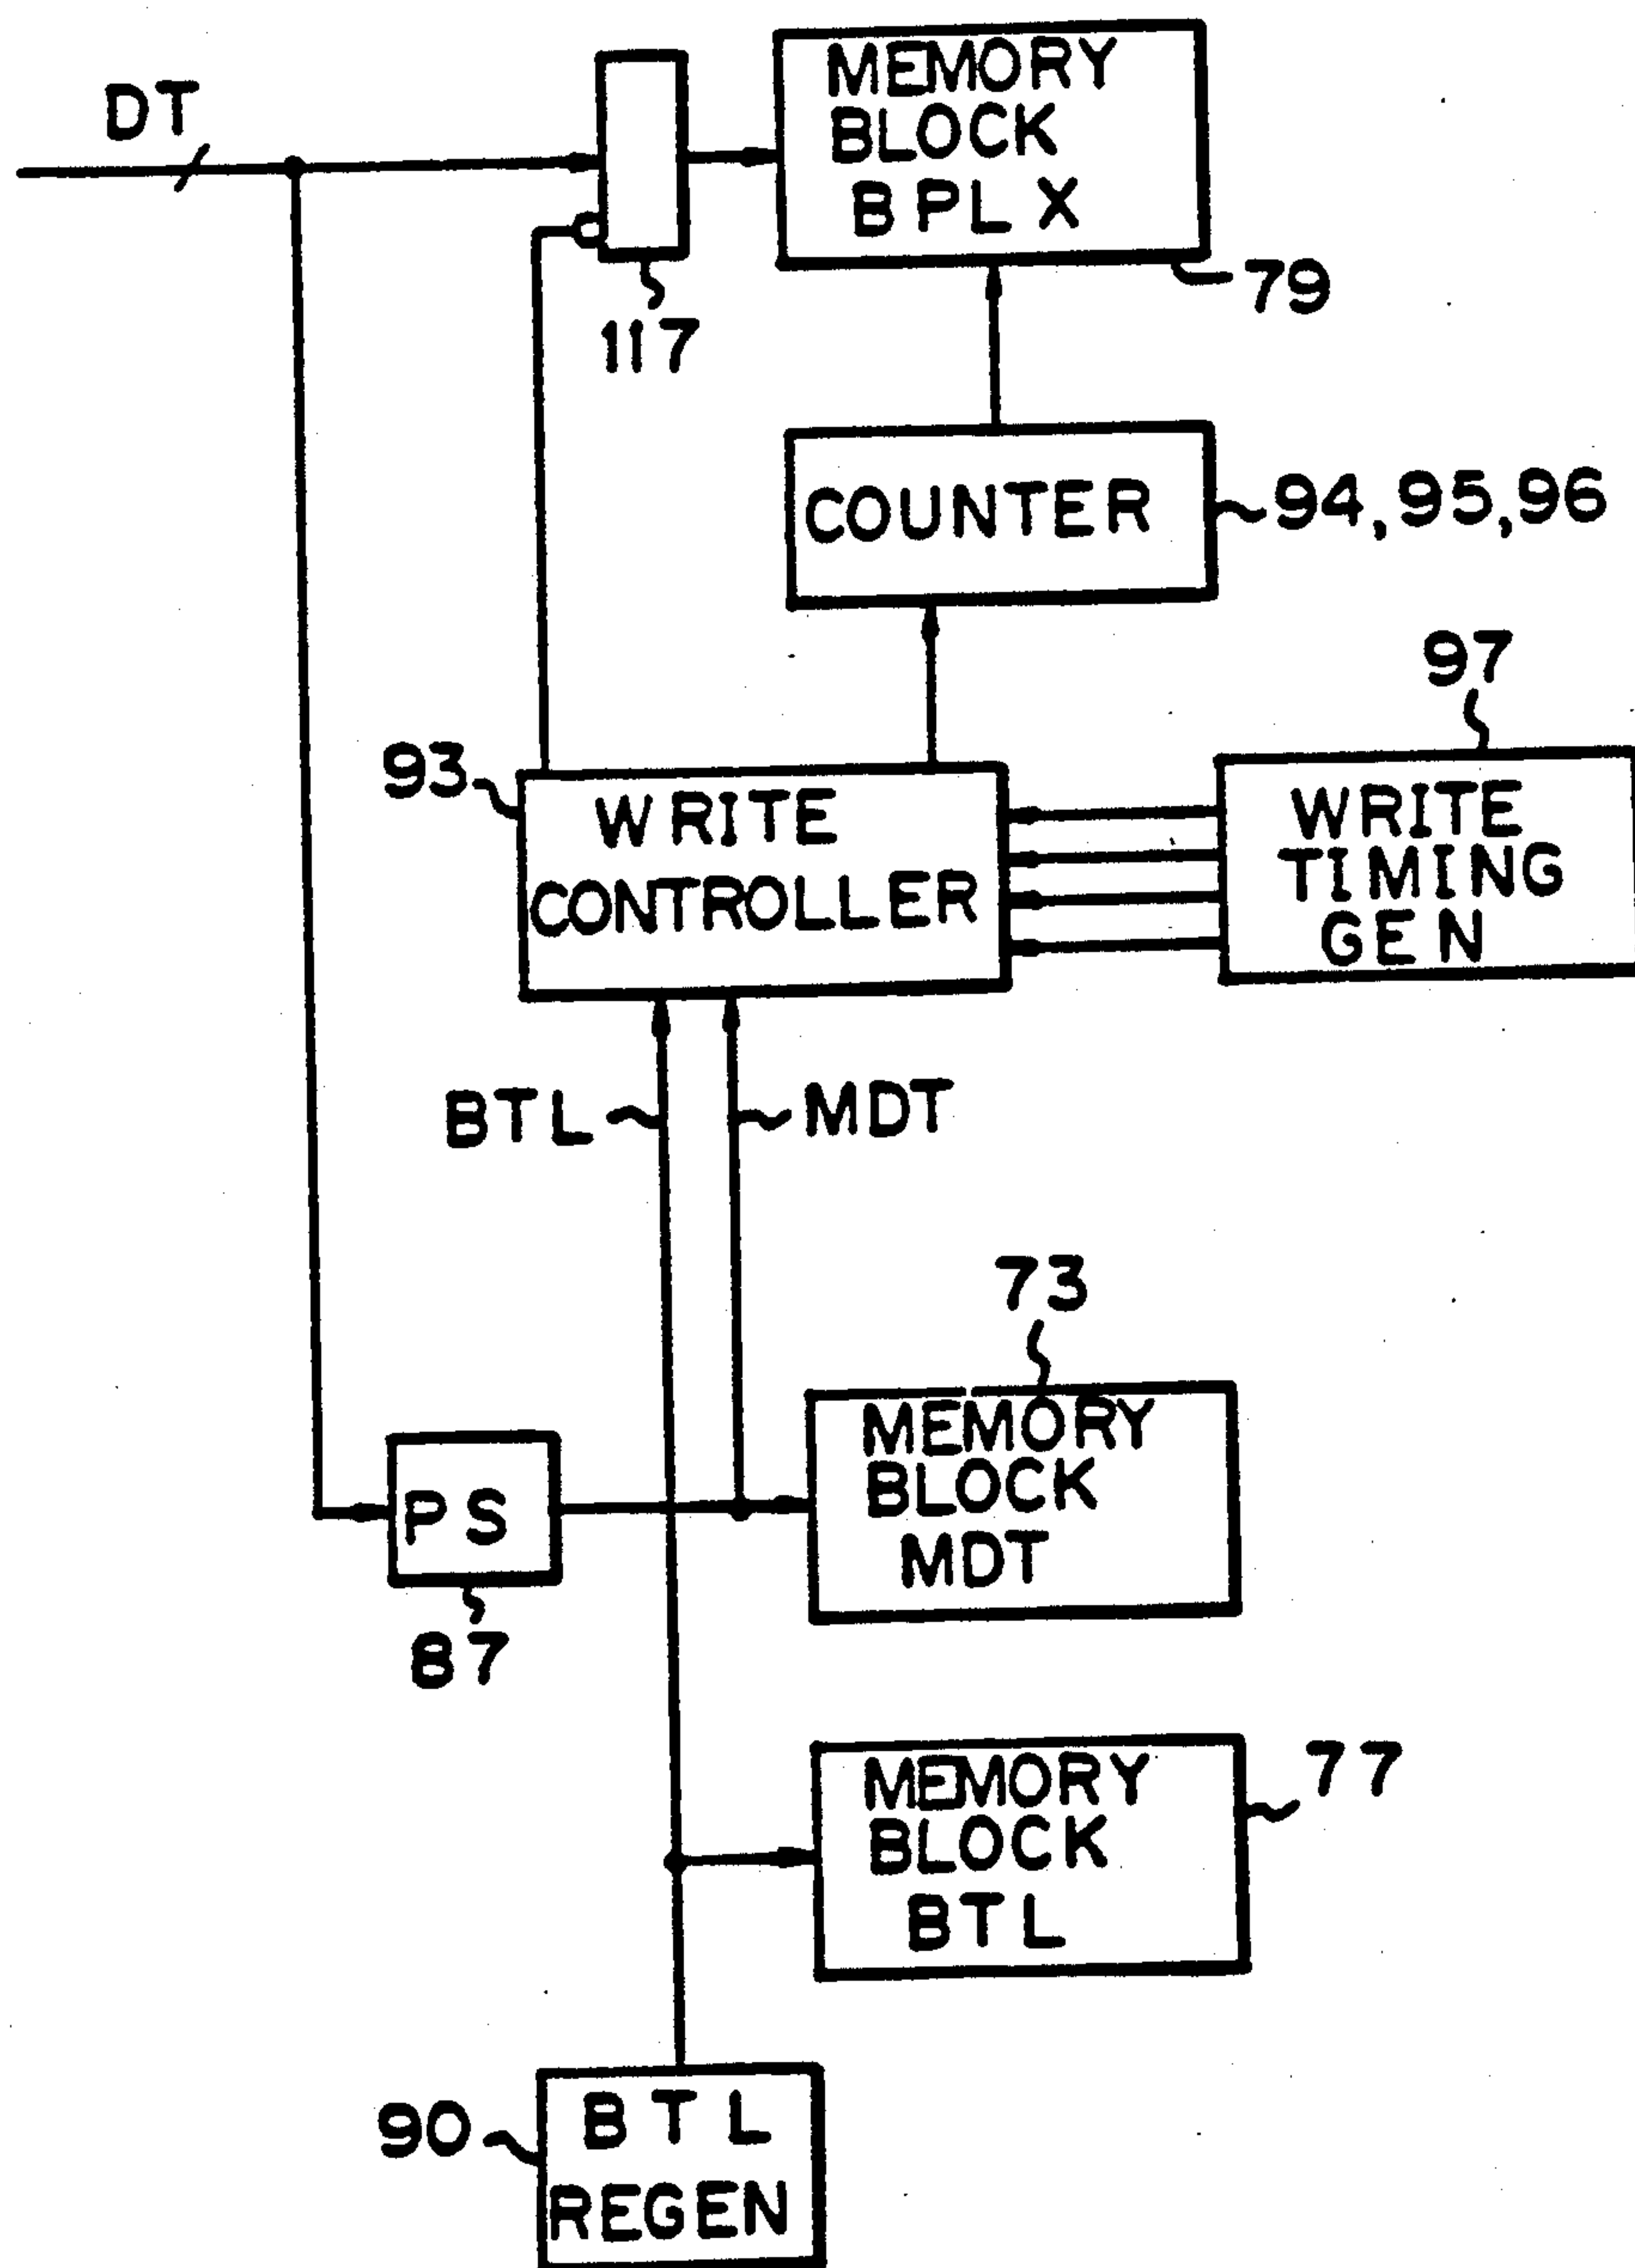 DT
MEMORY
BLOCK
BPLX
79
117
COUNTER
94,95,96
97
93
WRITE
CONTROLLER
WRITE
TIMING
GEN
BTL
MDT
73
MEMORY
BLOCK
MDT
PS
87
MEMORY
BLOCK
BTL
77
90
BTL
REGEN